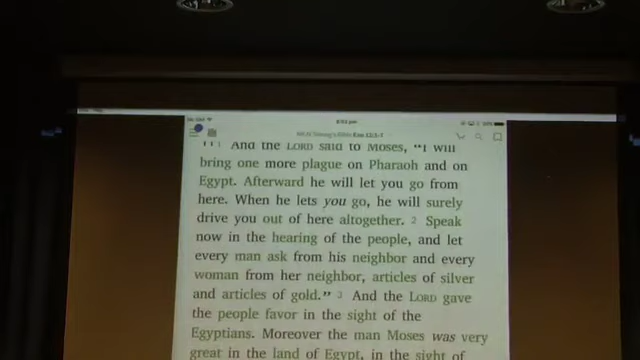 And the LORD said to Moses, "I will
bring one more plague on Pharaoh and on
Egypt. Afterward he will let you go from
here. When he lets you go, he will surely
drive you out of here altogether. 2 Speak
now in the hearing of the people, and let
every man ask from his neighbor and every
woman from her neighbor, articles of silver
and articles of gold." 3 And the LORD gave
the people favor in the sight of the
Egyptians. Moreover the man Moses was very
great in the land of Egypt, in the sight of